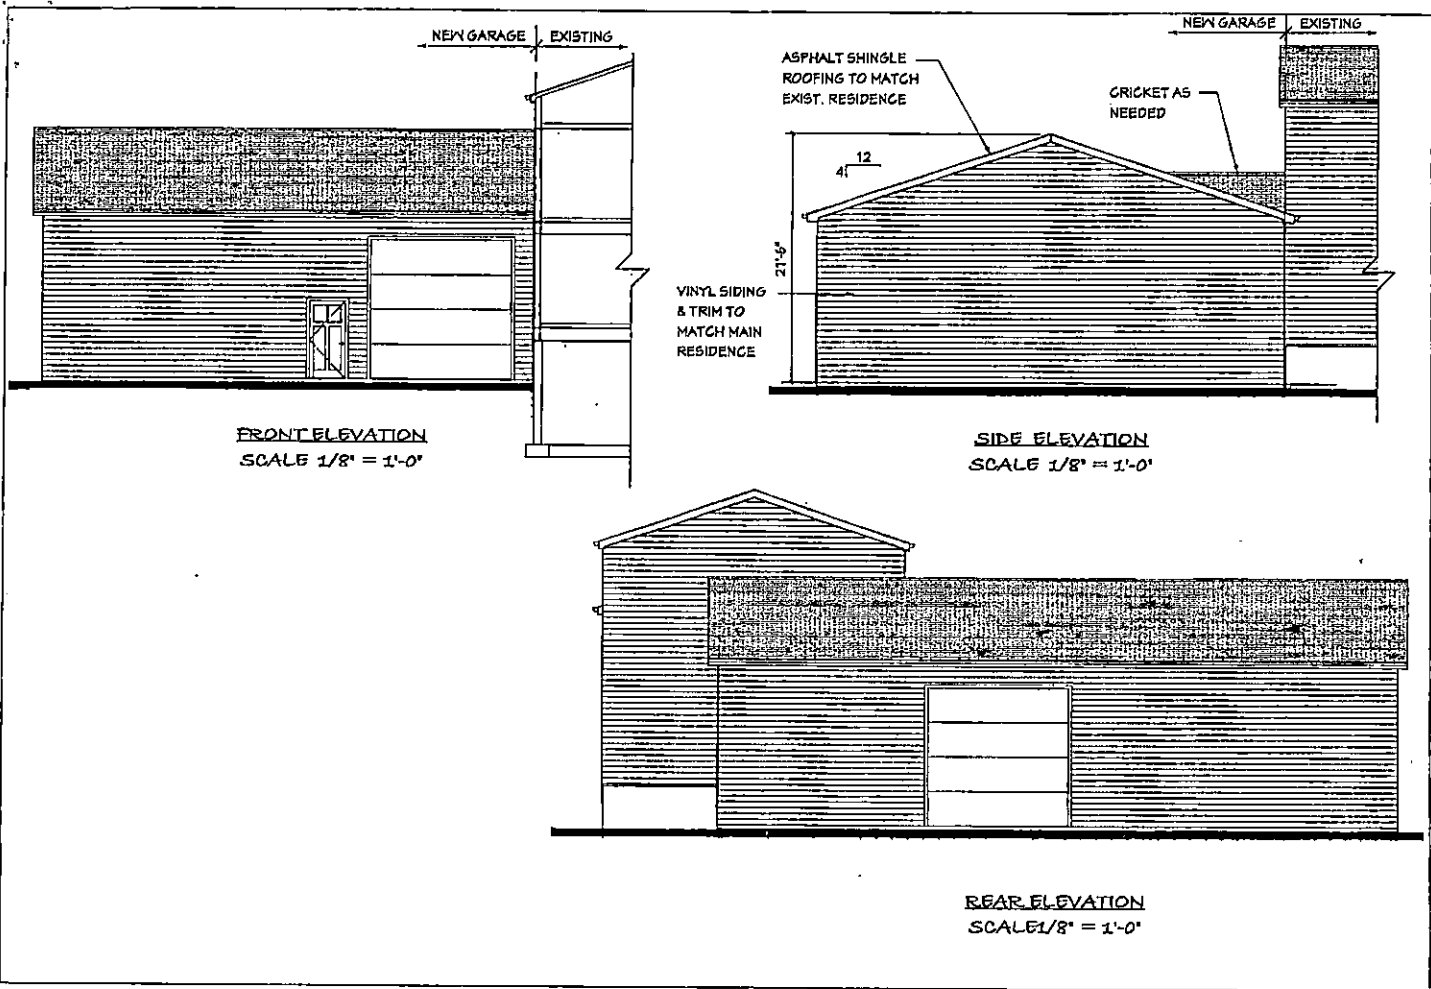 NEW GARAGE EXISTING
NEW GARAGE EXISTING
ASPHALT SHINGLE
ROOFING TO MATCH
EXIST. RESIDENCE
CRICKET AS
NEEDED
12
4
21'-6"
VINYL SIDING
& TRIM TO
MATCH MAIN
RESIDENCE
FRONT ELEVATION
SCALE 1/8" = 1'-0"
SIDE ELEVATION
SCALE 1/8" = 1'-0"
REAR ELEVATION
SCALE1/8" = 1'-0"